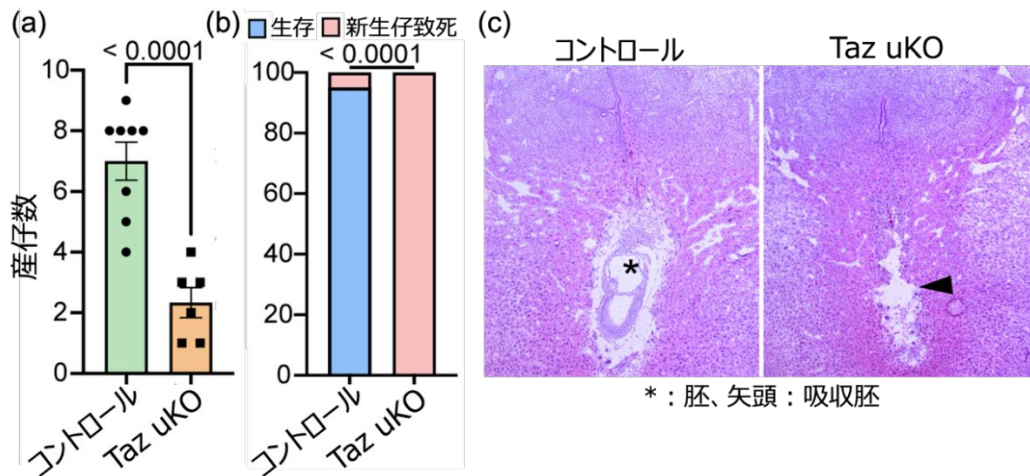 (a)
< 0.0001
10
8
6
4
2
0
産仔数
コントロール
Taz uKO
(b)
生存 新生仔致死
< 0.0001
100
80
60
40
20
0
コントロール
Taz uKO
(c)
コントロール
Taz uKO
*
*：胚、矢頭：吸収胚